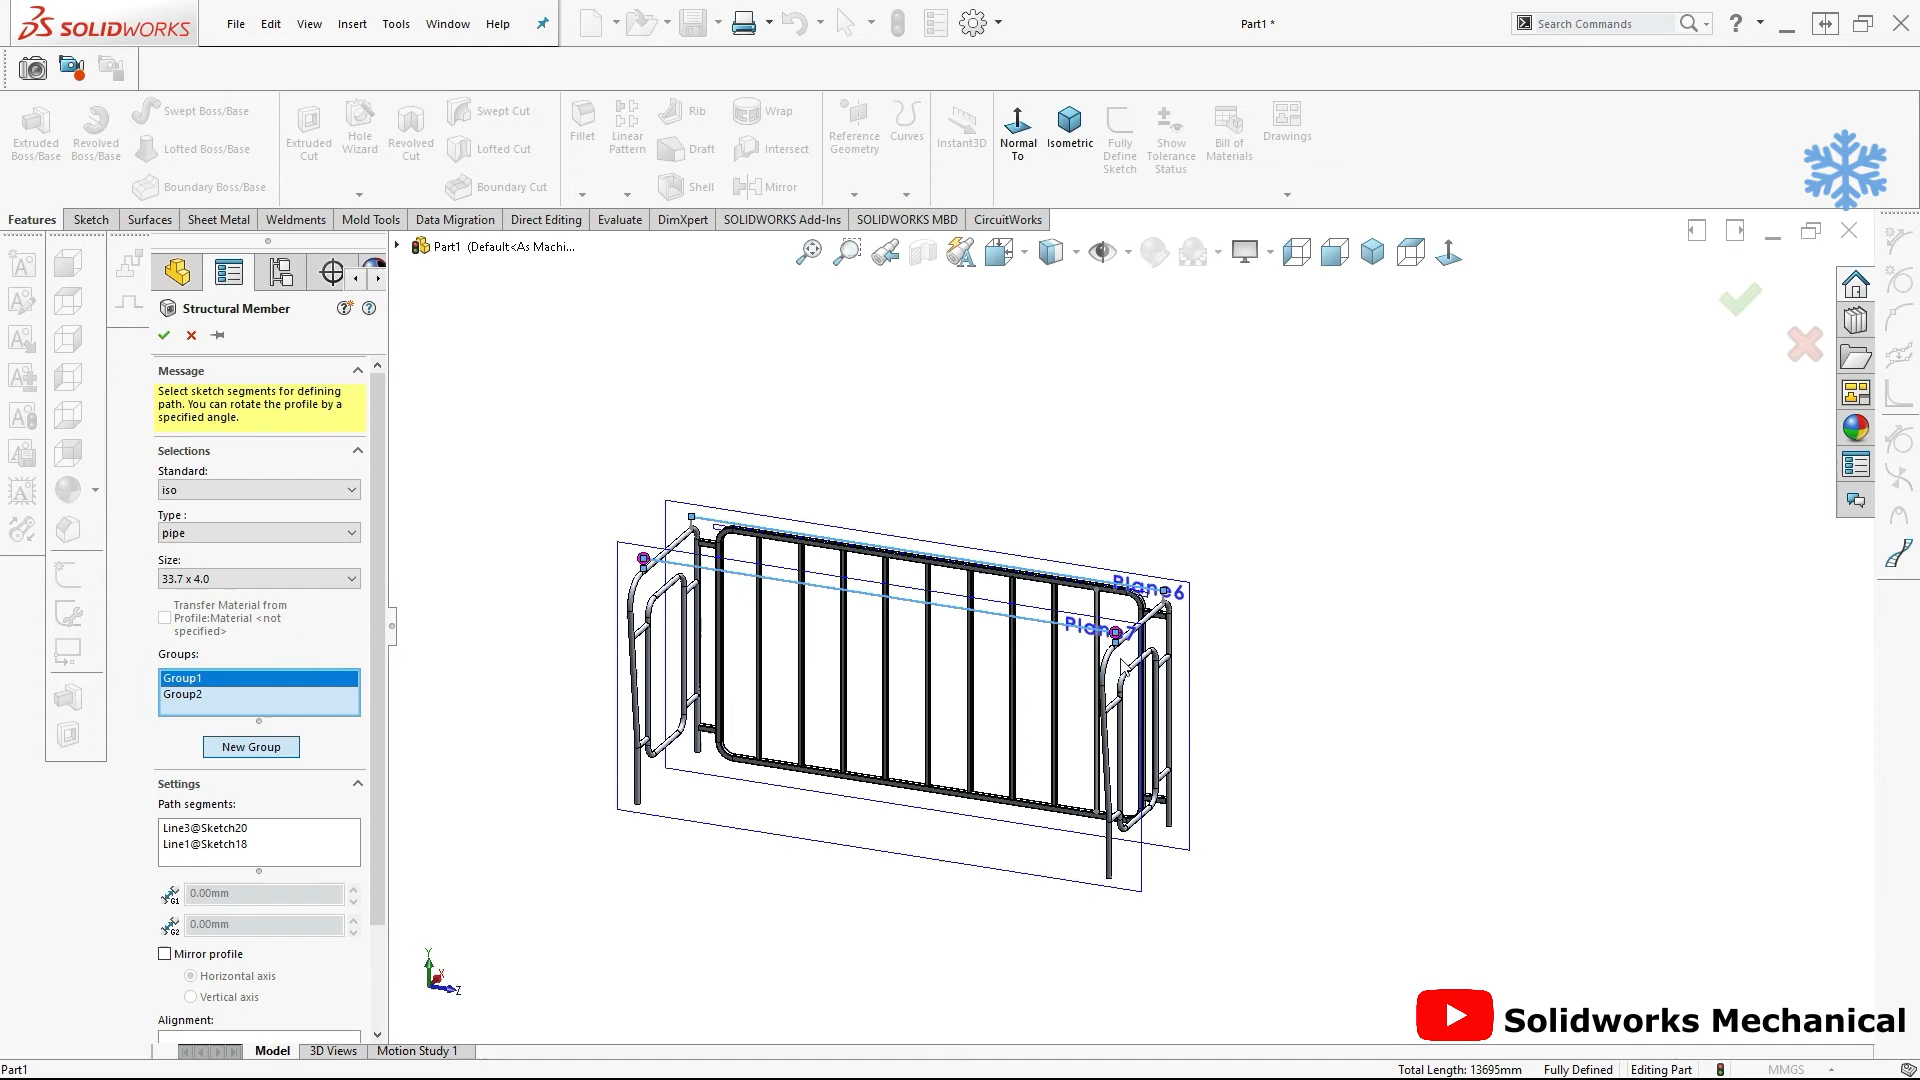 SOLIDWORKS
File Edit View Insert Tools Window Help
Part1 *
Search Commands
Extruded Boss/Base
Revolved Boss/Base
Swept Boss/Base
Lofted Boss/Base
Boundary Boss/Base
Extruded Cut
Hole Wizard
Revolved Cut
Swept Cut
Lofted Cut
Boundary Cut
Fillet
Linear Pattern
Rib
Draft
Shell
Wrap
Intersect
Mirror
Reference Geometry
Curves
Instant3D
Normal To
Isometric
Fully Define Sketch
Show Tolerance Status
Bill of Materials
Drawings
Features Sketch Surfaces Sheet Metal Weldments Mold Tools Data Migration Direct Editing Evaluate DimXpert SOLIDWORKS Add-Ins SOLIDWORKS MBD CircuitWorks
Part1 (Default<As Machi...
Structural Member
Message
Select sketch segments for defining
path. You can rotate the profile by a
specified angle.
Selections
Standard:
iso
Type :
pipe
Size:
33.7 x 4.0
Transfer Material from
Profile:Material <not
specified>
Groups:
Group1
Group2
New Group
Settings
Path segments:
Line3@Sketch20
Line1@Sketch18
G1 0.00mm
G2 0.00mm
Mirror profile
Horizontal axis
Vertical axis
Alignment:
Plane6
Plane7
Y
X
Z
Solidworks Mechanical
Model 3D Views Motion Study 1
Part1 Total Length: 13695mm Fully Defined Editing Part MMGS